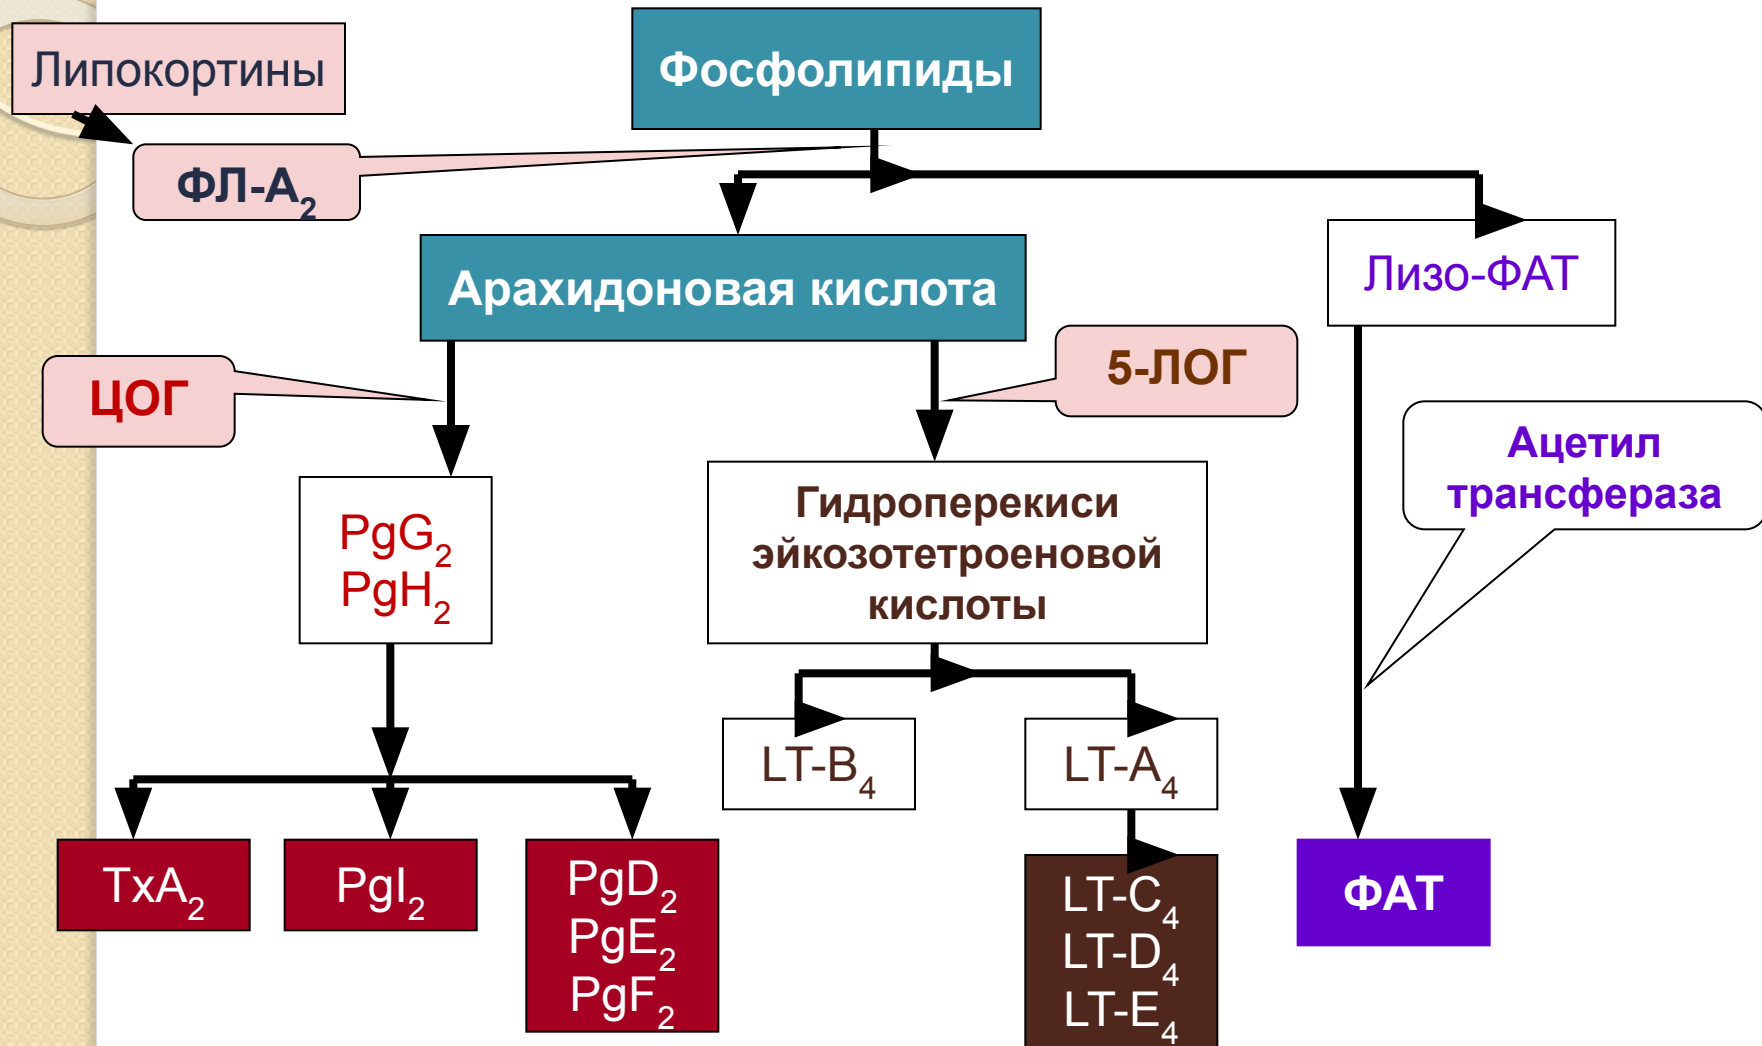 Липокортины
Фосфолипиды
ФЛ-А2
Арахидоновая кислота
Лизо-ФАТ
ЦОГ
5-ЛОГ
Ацетил
трансфераза
PgG2
PgH2
Гидроперекиси
эйкозотетроеновой
кислоты
LT-B4
LT-A4
TxA2
PgI2
PgD2
PgE2
PgF2
LT-C4
LT-D4
LT-E4
ФАТ